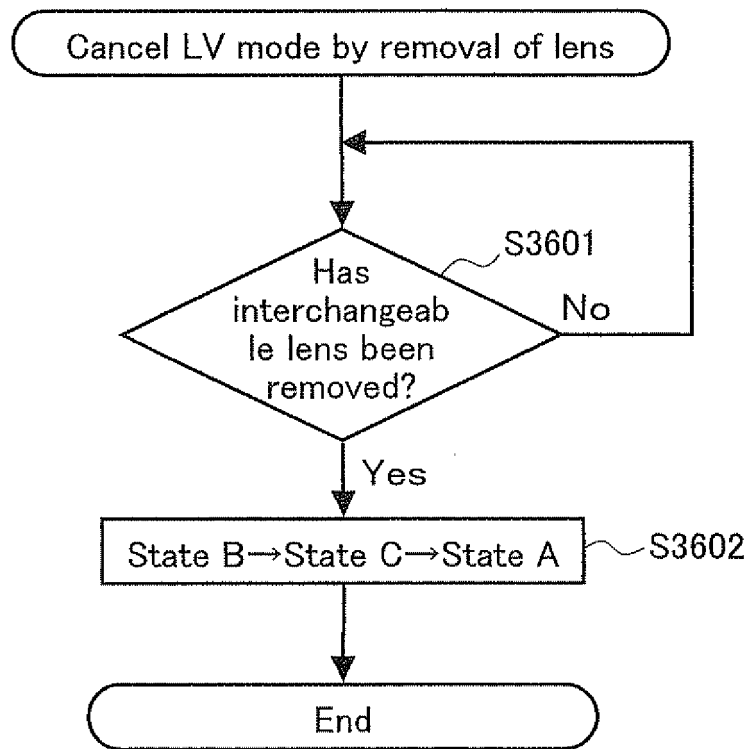 Cancel LV mode by removal of lens
S3601
Has
interchangeab
le lens been
removed?
No
Yes
State B→State C→State A
S3602
End